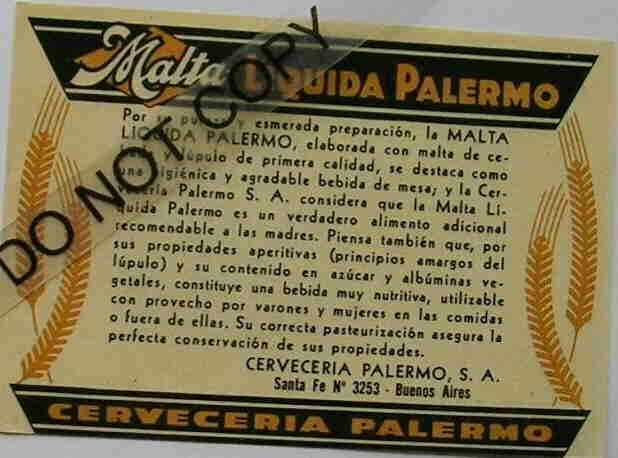 Malta LIQUIDA PALERMO
Por su pureza y esmerada preparación, la MALTA
LIQUIDA PALERMO, elaborada con malta de ce-
bada y lúpulo de primera calidad, se destaca como
una higiénica y agradable bebida de mesa; y la Cer-
vecería Palermo S. A. considera que la Malta Lí-
quida Palermo es un verdadero alimento adicional
recomendable a las madres. Piensa también que, por
sus propiedades aperitivas (principios amargos del
lúpulo) y su contenido en azúcar y albúminas ve-
getales, constituye una bebida muy nutritiva, utilizable
con provecho por varones y mujeres en las comidas
o fuera de ellas. Su correcta pasteurización asegura la
perfecta conservación de sus propiedades.
CERVECERIA PALERMO, S. A.
Santa Fe Nº 3253 - Buenos Aires
CERVECERIA PALERMO
DO NOT COPY